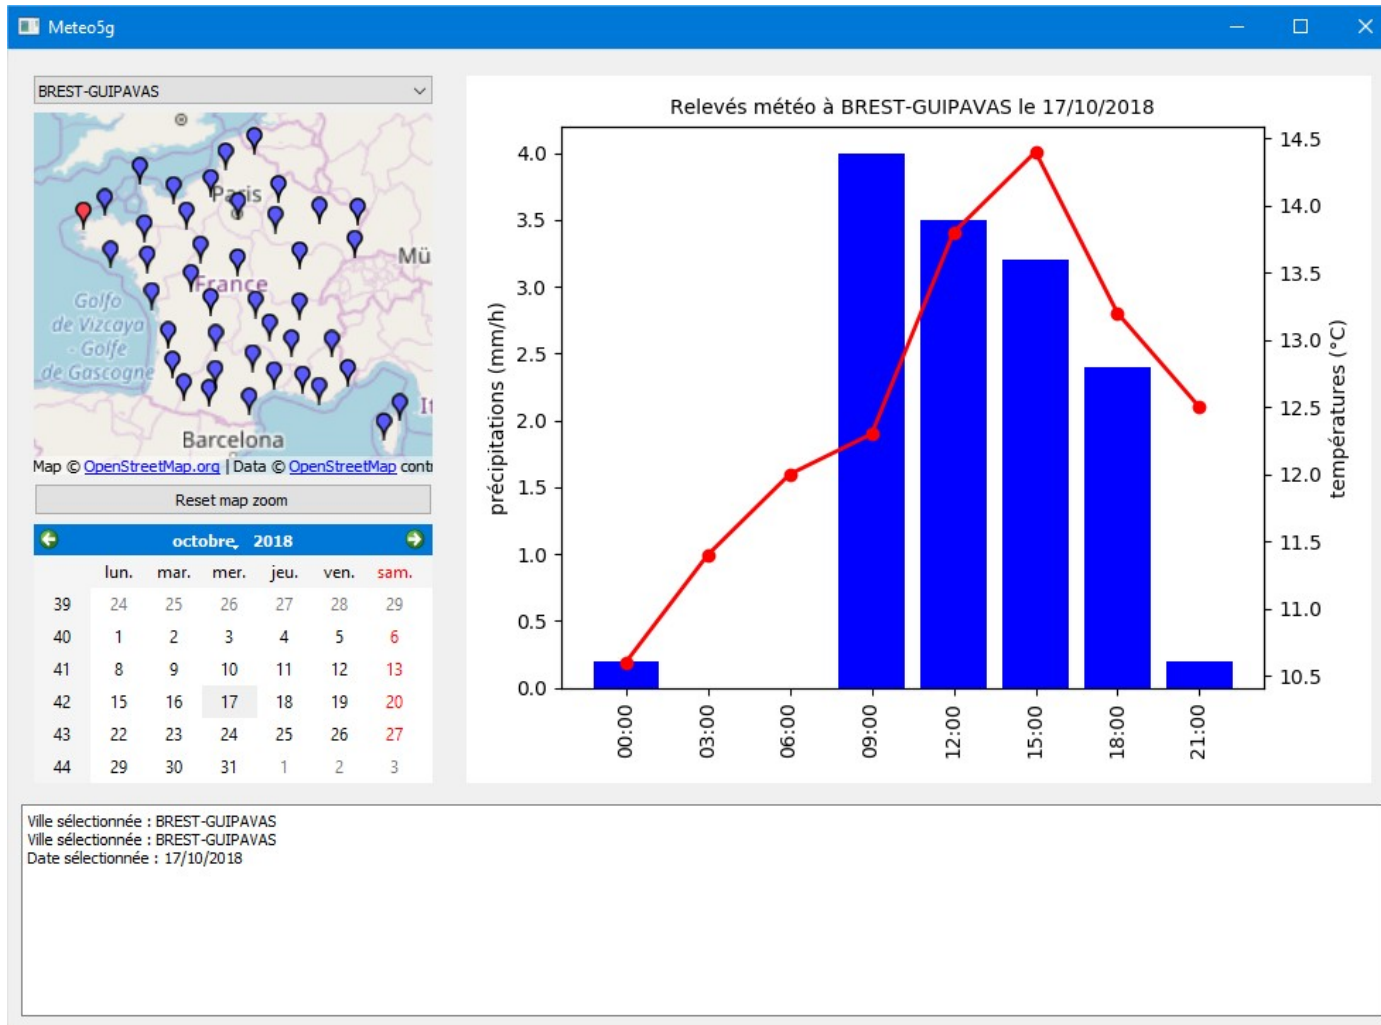 Meteo5g
BREST-GUIPAVAS
Paris
Mü
France
Golfo
de Vizcaya
- Golfe
de Gascogne
It
Barcelona
Map © OpenStreetMap.org | Data © OpenStreetMap contr
Reset map zoom
octobre, 2018
lun. mar. mer. jeu. ven. sam.
39 24 25 26 27 28 29
40 1 2 3 4 5 6
41 8 9 10 11 12 13
42 15 16 17 18 19 20
43 22 23 24 25 26 27
44 29 30 31 1 2 3
Relevés météo à BREST-GUIPAVAS le 17/10/2018
précipitations (mm/h)
4.0
3.5
3.0
2.5
2.0
1.5
1.0
0.5
0.0
00:00 03:00 06:00 09:00 12:00 15:00 18:00 21:00
14.5
14.0
13.5
13.0
12.5
12.0
11.5
11.0
10.5
températures (°C)
Ville sélectionnée : BREST-GUIPAVAS
Ville sélectionnée : BREST-GUIPAVAS
Date sélectionnée : 17/10/2018